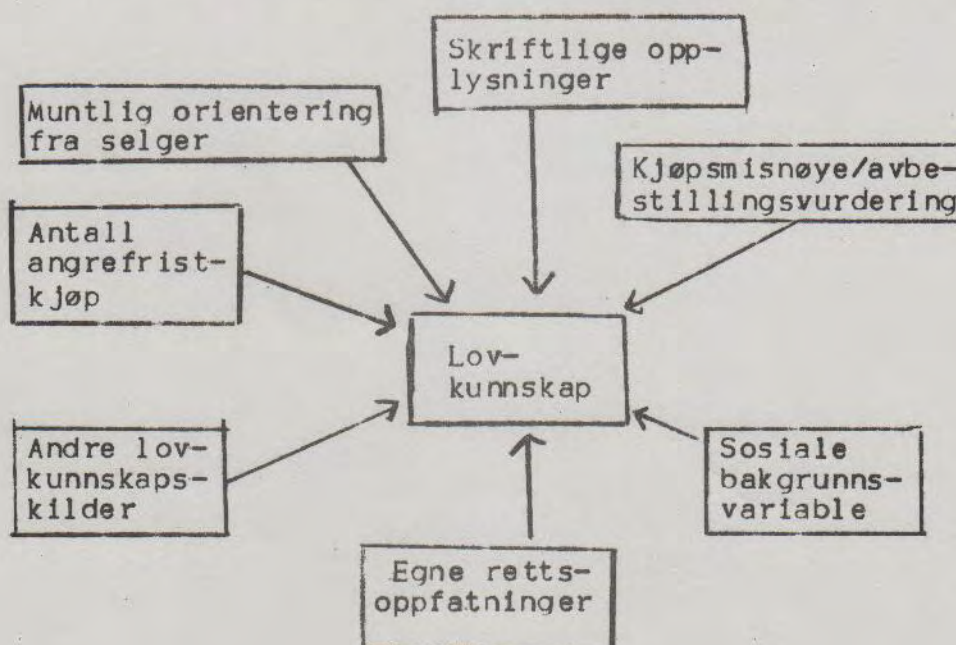 Skriftlige opp-
lysninger
Muntlig orientering
fra selger
Kjøpsmisnøye/avbe-
stillingsvurdering
Antall
angrefrist-
kjøp
Lov-
kunnskap
Andre lov-
kunnskaps-
kilder
Sosiale
bakgrunns-
variable
Egne retts-
oppfatninger